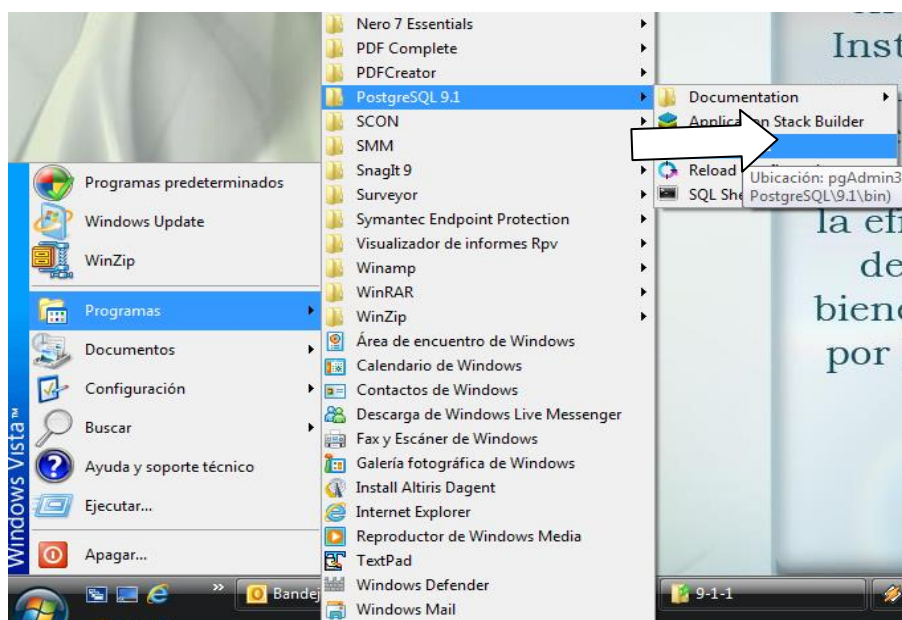 Nero 7 Essentials
PDF Complete
PDFCreator
PostgreSQL 9.1
SCON
SMM
SnagIt 9
Surveyor
Symantec Endpoint Protection
Visualizador de informes Rpv
Winamp
WinRAR
WinZip
Área de encuentro de Windows
Calendario de Windows
Contactos de Windows
Descarga de Windows Live Messenger
Fax y Escáner de Windows
Galería fotográfica de Windows
Install Altiris Dagent
Internet Explorer
Reproductor de Windows Media
TextPad
Windows Defender
Windows Mail
Documentation
Application Stack Builder
Reload
SQL She
Ubicación: pgAdmin3
PostgreSQL\9.1\bin)
Programas predeterminados
Windows Update
WinZip
Programas
Documentos
Configuración
Buscar
Ayuda y soporte técnico
Ejecutar...
Apagar...
Windows Vista™
Inst
la efi
de
bien
por
Bandej
9-1-1